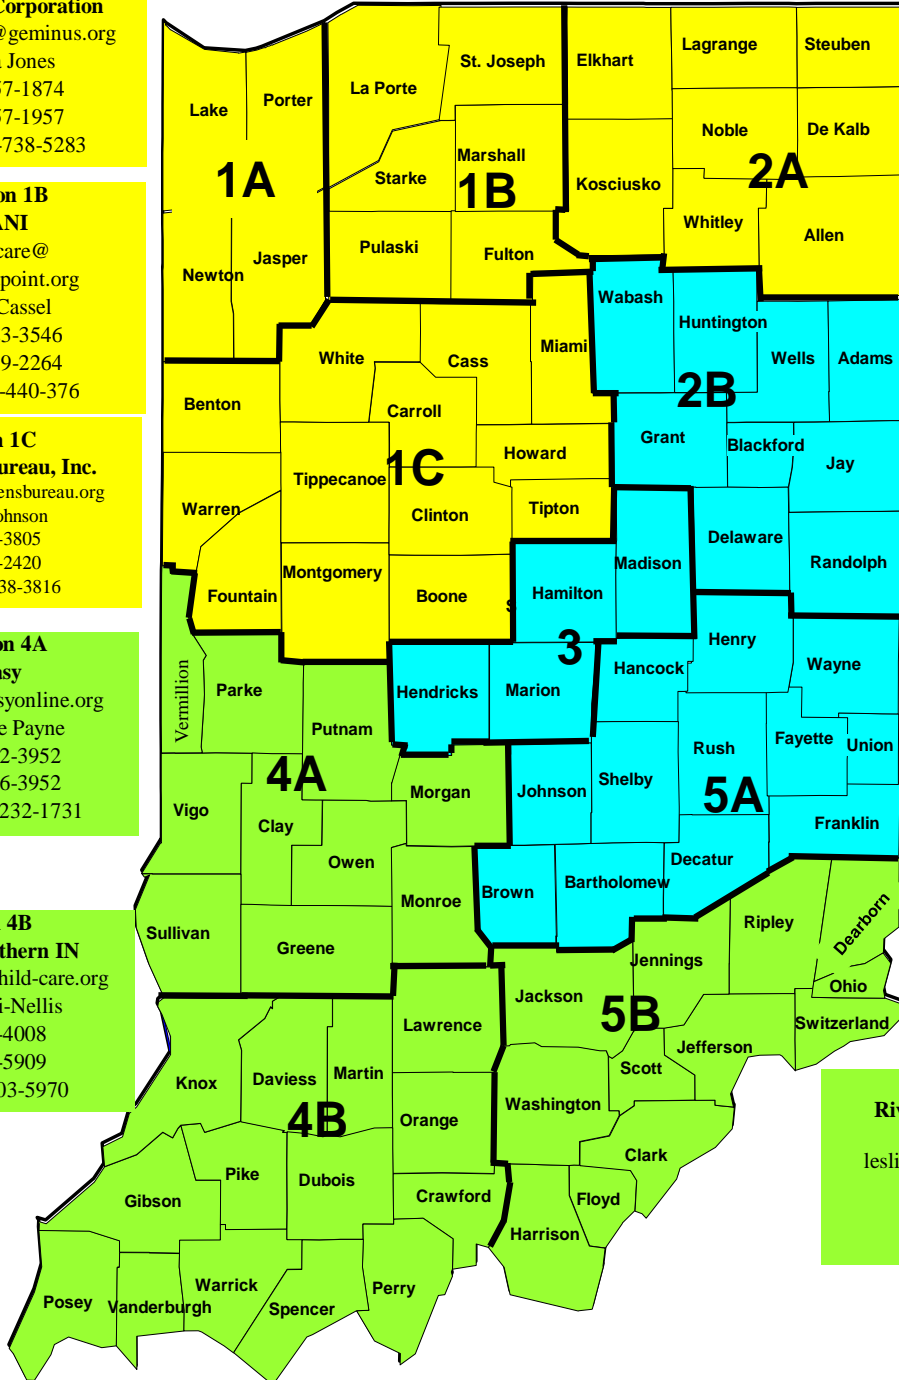 Corporation
@geminus.org
Jones
57-1874
57-1957
-738-5283
on 1B
ANI
care@
point.org
Cassel
3-3546
9-2264
-440-376
1C
ureau, Inc.
ensbureau.org
ohnson
-3805
-2420
38-3816
on 4A
asy
syonline.org
e Payne
2-3952
6-3952
232-1731
4B
thern IN
hild-care.org
i-Nellis
-4008
-5909
03-5970
Lake
Porter
La Porte
St. Joseph
Elkhart
Lagrange
Steuben
Noble
De Kalb
1A
Starke
Marshall
1B
Kosciusko
2A
Whitley
Allen
Newton
Jasper
Pulaski
Fulton
Wabash
Huntington
White
Cass
Miami
Wells
Adams
Benton
Carroll
2B
Grant
Blackford
Jay
Tippecanoe
1C
Howard
Warren
Clinton
Tipton
Delaware
Randolph
Fountain
Montgomery
Boone
Hamilton
Madison
3
Henry
Wayne
Vermillion
Parke
Putnam
Hendricks
Marion
Hancock
Rush
Fayette
Union
4A
Morgan
Johnson
Shelby
5A
Vigo
Clay
Owen
Franklin
Sullivan
Greene
Monroe
Brown
Bartholomew
Decatur
Ripley
Dearborn
Jennings
Jackson
5B
Ohio
Switzerland
Lawrence
Jefferson
Scott
Knox
Daviess
Martin
4B
Orange
Washington
Clark
Gibson
Pike
Dubois
Crawford
Floyd
Harrison
Posey
Vanderburgh
Warrick
Spencer
Perry
Riv
lesli